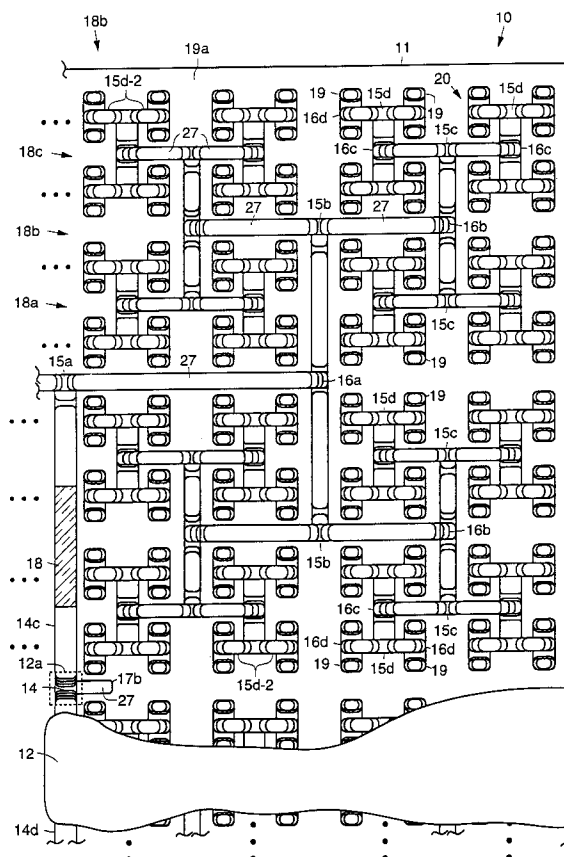 18b 19a 11 10
15d-2 19 15d 20 15d
16d 19
27 15c
18c 16c 16c
27 15b 27
18b 16b
18a
15c
15a 27 19
16a 19
15d
15c
18 16b
15b
14c 16c
15c
12a 16d 16d
17b 19 15d 19
14 15d-2
27
12
14d